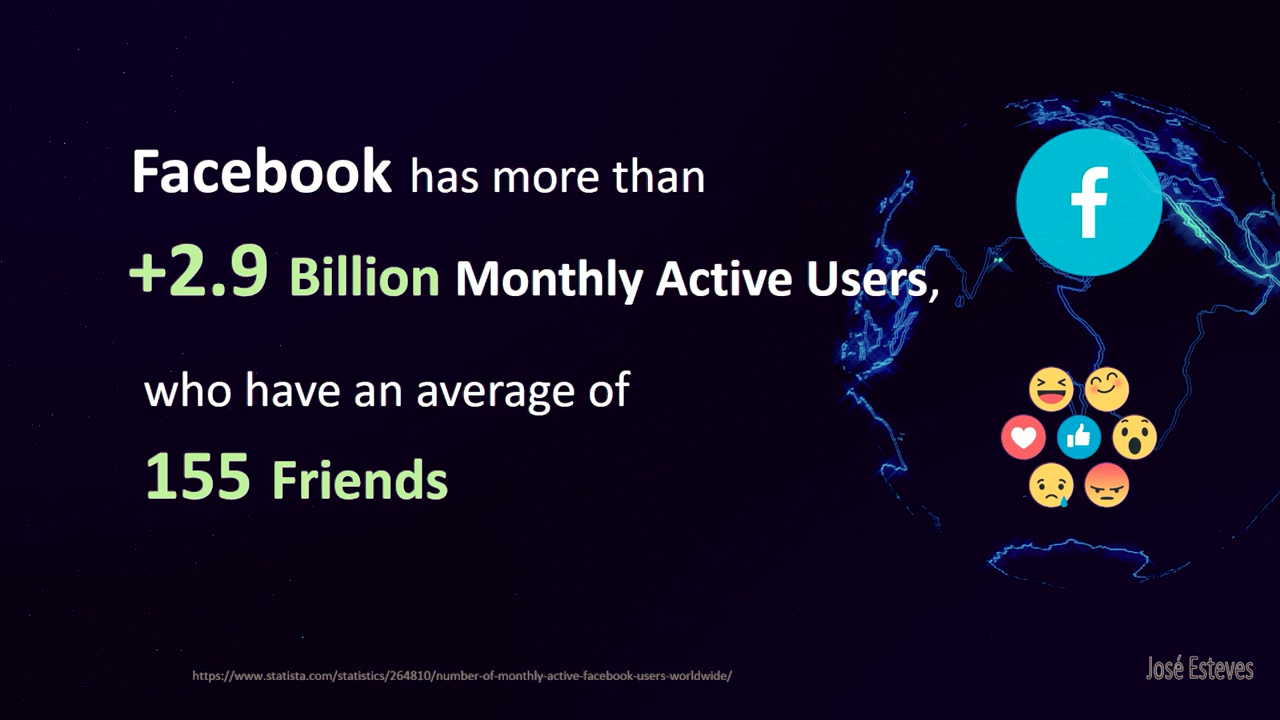 Facebook has more than
+2.9 Billion Monthly Active Users,
who have an average of
155 Friends
https://www.statista.com/statistics/264810/number-of-monthly-active-facebook-users-worldwide/
José Esteves